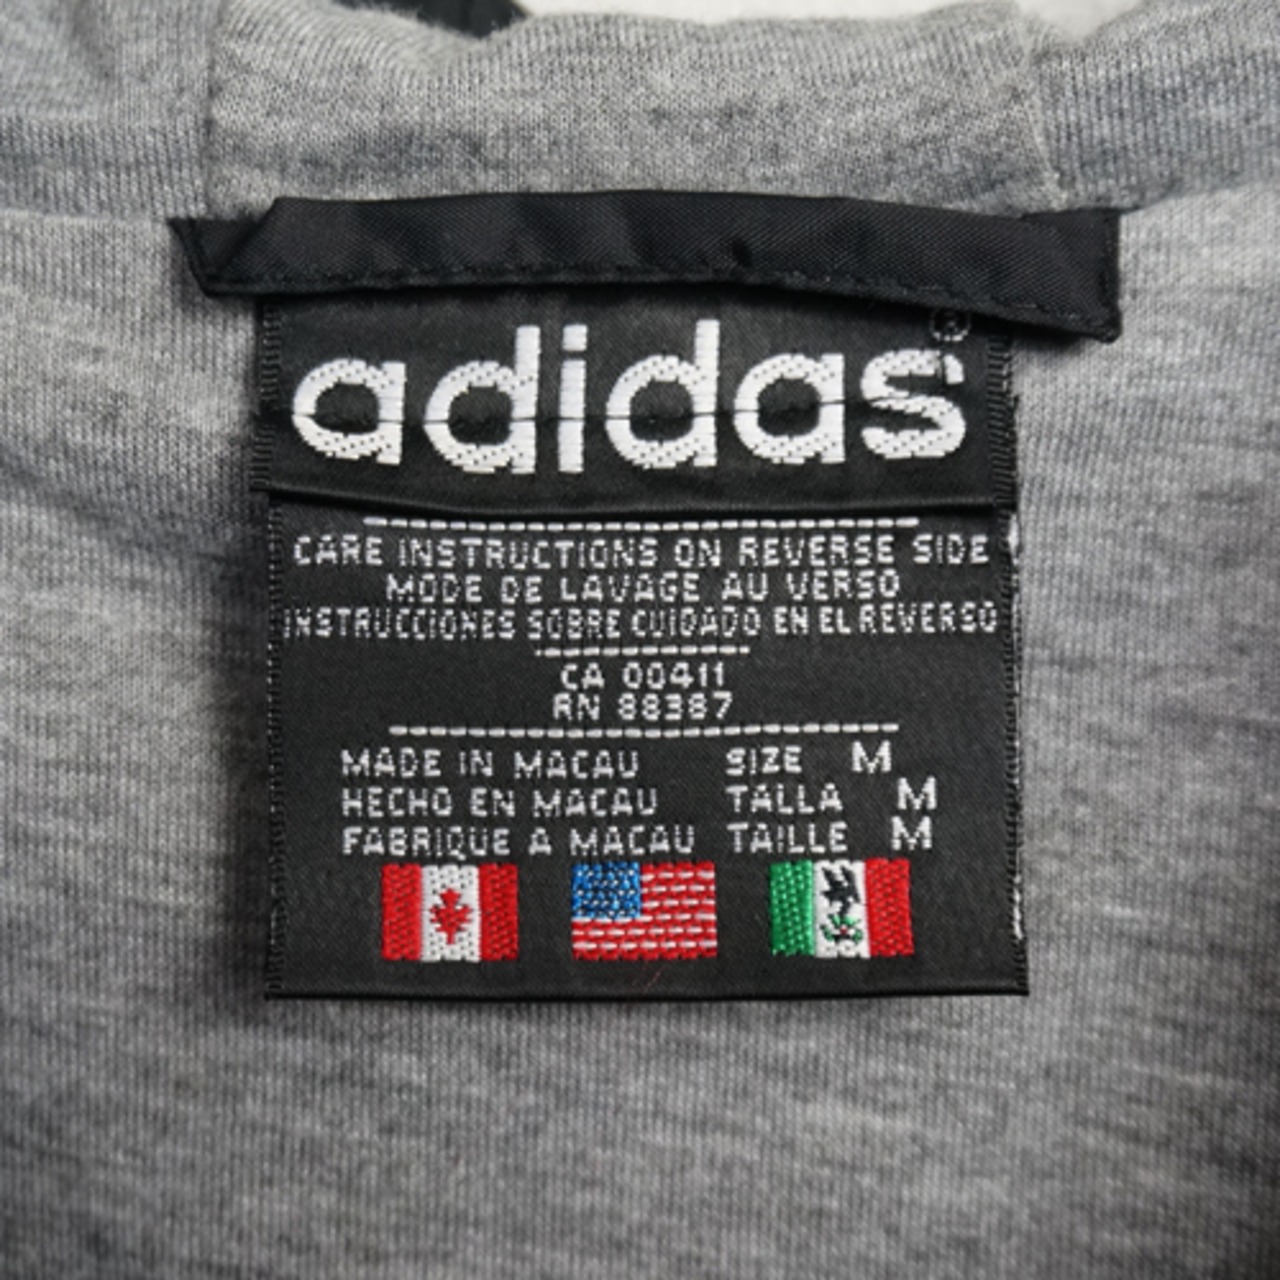 adidas®
CARE INSTRUCTIONS ON REVERSE SIDE
MODE DE LAVAGE AU VERSO
INSTRUCCIONES SOBRE CUIDADO EN EL REVERSO
CA 00411
RN 88387
MADE IN MACAU SIZE M
HECHO EN MACAU TALLA M
FABRIQUE A MACAU TAILLE M